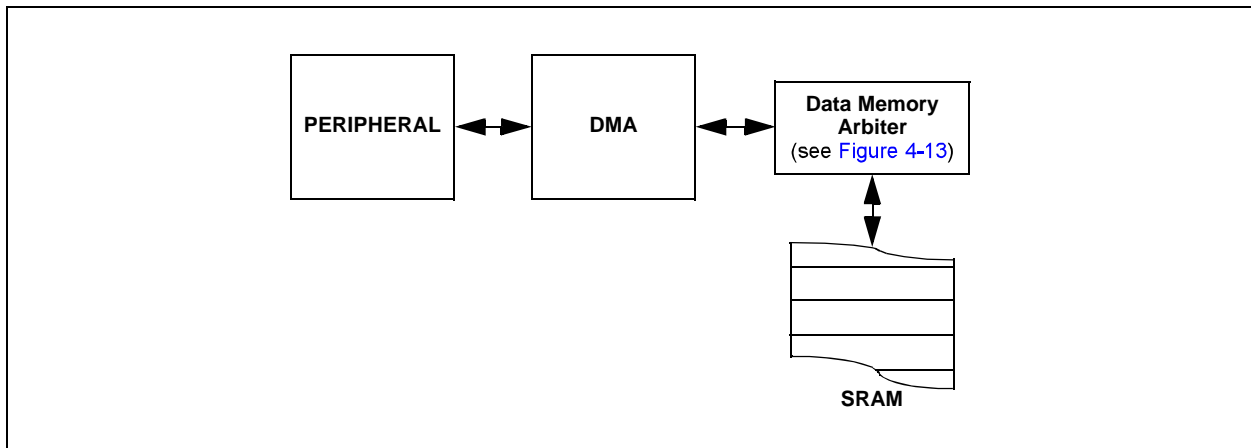 PERIPHERAL
DMA
Data Memory
Arbiter
(see Figure 4-13)
SRAM